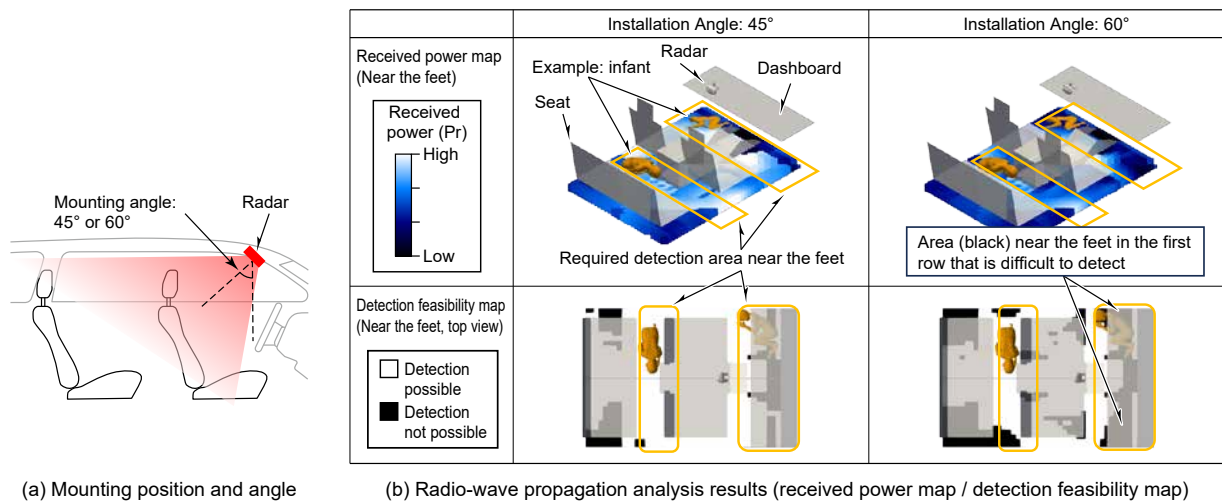 Mounting angle:
45° or 60°
Radar
(a) Mounting position and angle
Installation Angle: 45°
Installation Angle: 60°
Received power map
(Near the feet)
Received
power (Pr)
High
Low
Radar
Example: infant
Dashboard
Seat
Required detection area near the feet
Area (black) near the feet in the first
row that is difficult to detect
Detection feasibility map
(Near the feet, top view)
Detection
possible
Detection
not possible
(b) Radio-wave propagation analysis results (received power map / detection feasibility map)